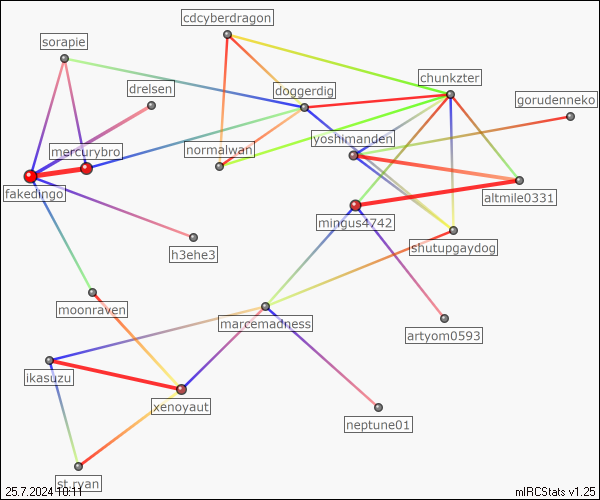 cdcyberdragon
sorapie
chunkzter
drelsen
doggerdig
gorudenneko
yoshimanden
mercurybro
normalwan
fakedingo
altmile0331
mingus4742
shutupgaydog
h3ehe3
moonraven
marcemadness
artyom0593
ikasuzu
xenoyaut
neptune01
st.ryan
25.7.2024 10:11
mIRCStats v1.25